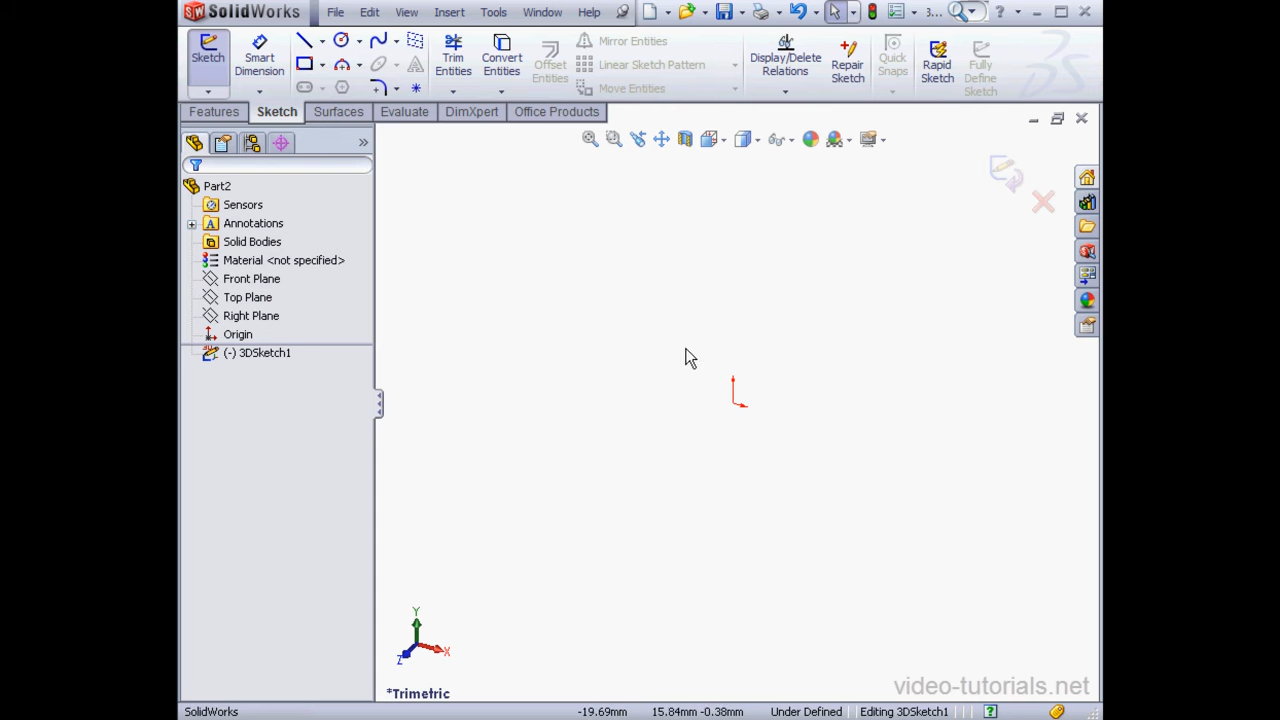 SolidWorks File Edit View Insert Tools Window Help 3... ?
Sketch Smart Dimension Trim Entities Convert Entities Offset Entities Mirror Entities Linear Sketch Pattern Move Entities Display/Delete Relations Repair Sketch Quick Snaps Rapid Sketch Fully Define Sketch
Features Sketch Surfaces Evaluate DimXpert Office Products
Part2
Sensors
Annotations
Solid Bodies
Material <not specified>
Front Plane
Top Plane
Right Plane
Origin
(-) 3DSketch1
Y
X
Z
*Trimetric
video-tutorials.net
SolidWorks -19.69mm 15.84mm -0.38mm Under Defined Editing 3DSketch1 ?